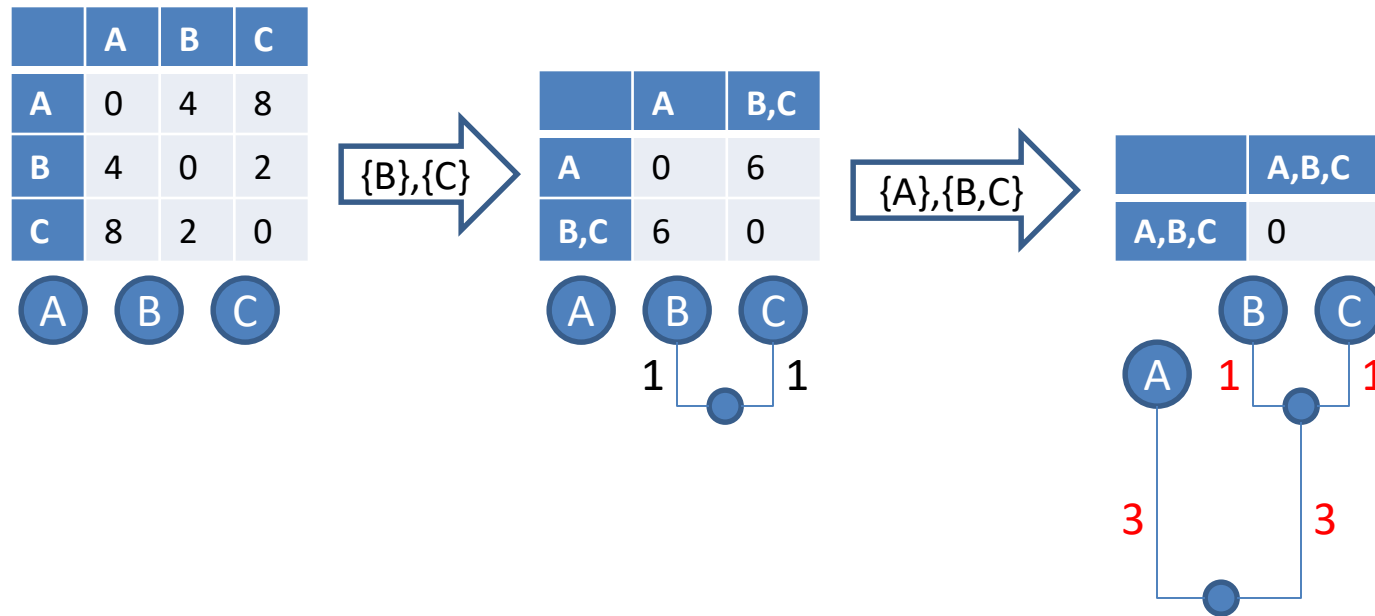 A B C
A 0 4 8
B 4 0 2
C 8 2 0
A B C
{B},{C}
A B,C
A 0 6
B,C 6 0
A B C
1 1
{A},{B,C}
A,B,C
A,B,C 0
B C
A 1 1
3 3